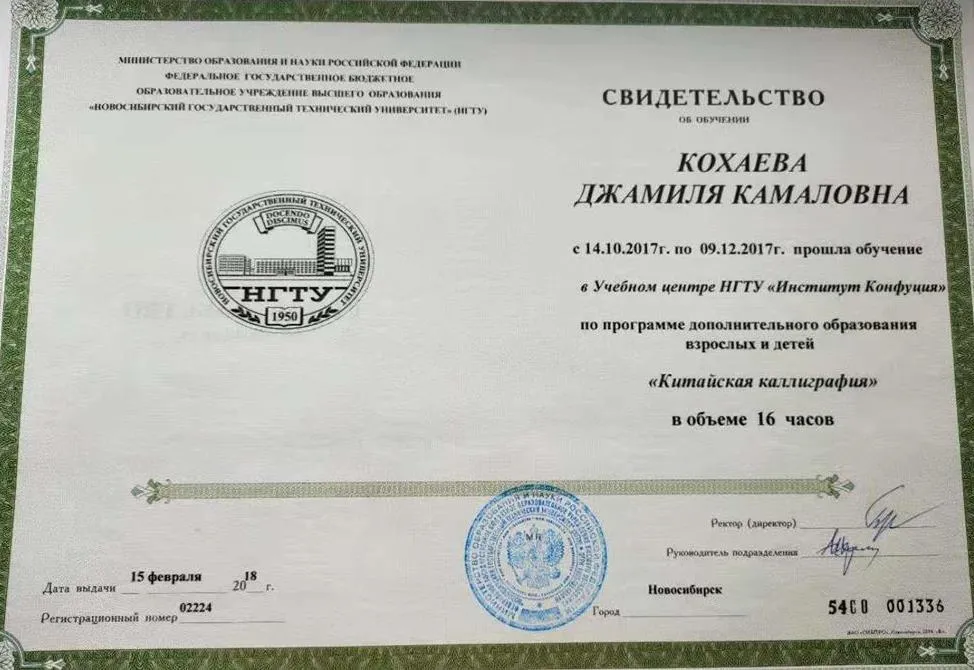 МИНИСТЕРСТВО ОБРАЗОВАНИЯ И НАУКИ РОССИЙСКОЙ ФЕДЕРАЦИИ
ФЕДЕРАЛЬНОЕ ГОСУДАРСТВЕННОЕ БЮДЖЕТНОЕ
ОБРАЗОВАТЕЛЬНОЕ УЧРЕЖДЕНИЕ ВЫСШЕГО ОБРАЗОВАНИЯ
«НОВОСИБИРСКИЙ ГОСУДАРСТВЕННЫЙ ТЕХНИЧЕСКИЙ УНИВЕРСИТЕТ» (НГТУ)
НОВОСИБИРСКИЙ ГОСУДАРСТВЕННЫЙ ТЕХНИЧЕСКИЙ УНИВЕРСИТЕТ
DOCENDO
DISCIMUS
НГТУ
1950
Дата выдачи 15 февраля 2018 г.
Регистрационный номер 02224
СВИДЕТЕЛЬСТВО
ОБ ОБУЧЕНИИ
КОХАЕВА
ДЖАМИЛЯ КАМАЛОВНА
с 14.10.2017г. по 09.12.2017г. прошла обучение
в Учебном центре НГТУ «Институт Конфуция»
по программе дополнительного образования
взрослых и детей
«Китайская каллиграфия»
в объеме 16 часов
Ректор (директор)
Руководитель подразделения
Город Новосибирск
54СО 001336